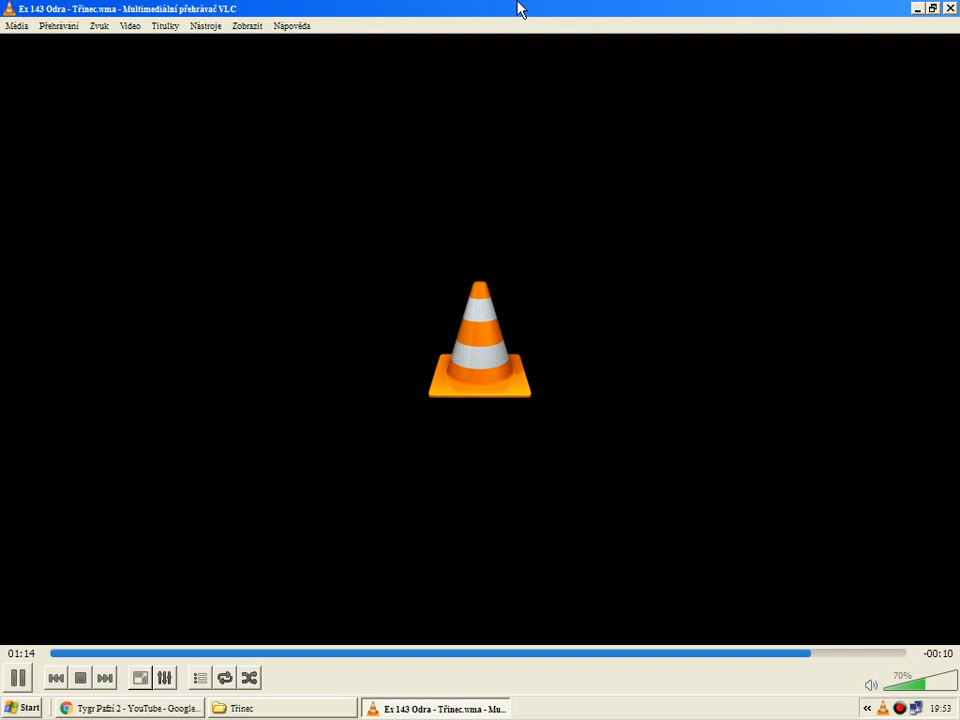 Ex 143 Odra - Třinec.wma - Multimediální přehrávač VLC
Média Přehrávání Zvuk Video Titulky Nástroje Zobrazit Nápověda
01:14 -00:10
70%
Start Tygr Pafrí 2 - YouTube - Google... Třinec Ex 143 Odra - Třinec.wma - Mu... « 19:53